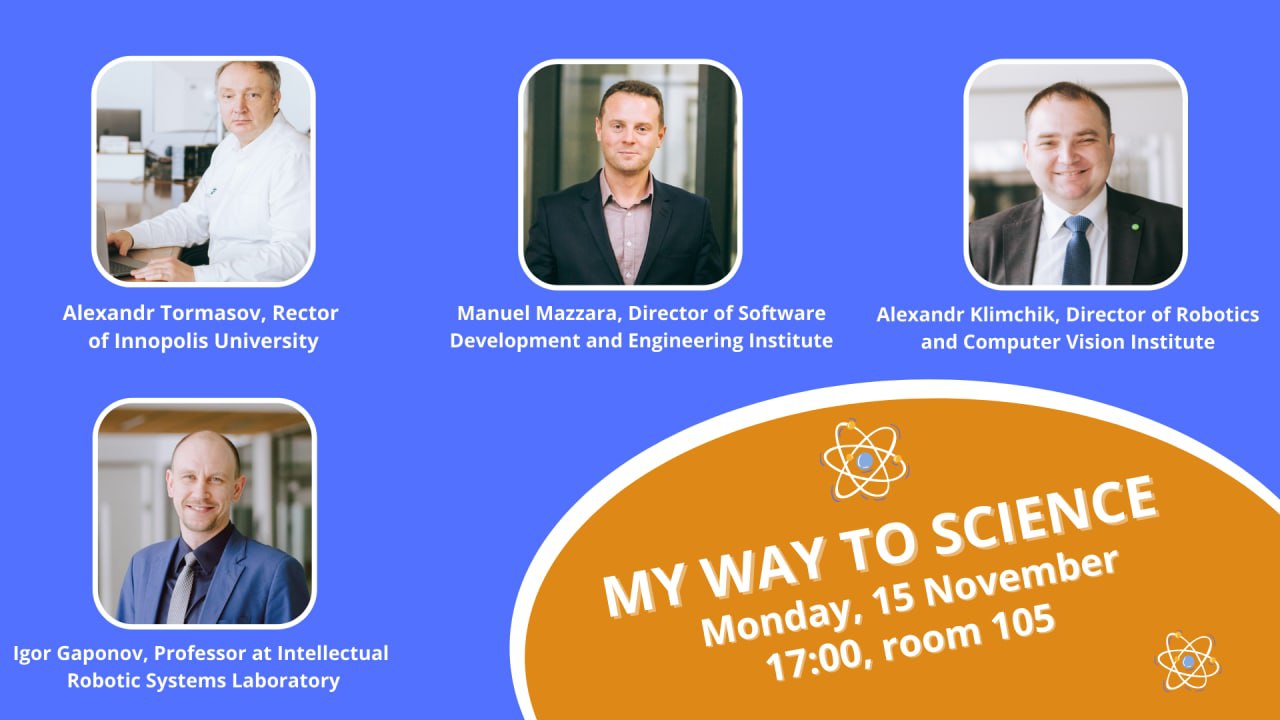 Alexandr Tormasov, Rector
of Innopolis University
Manuel Mazzara, Director of Software
Development and Engineering Institute
Alexandr Klimchik, Director of Robotics
and Computer Vision Institute
Igor Gaponov, Professor at Intellectual
Robotic Systems Laboratory
MY WAY TO SCIENCE
Monday, 15 November
17:00, room 105